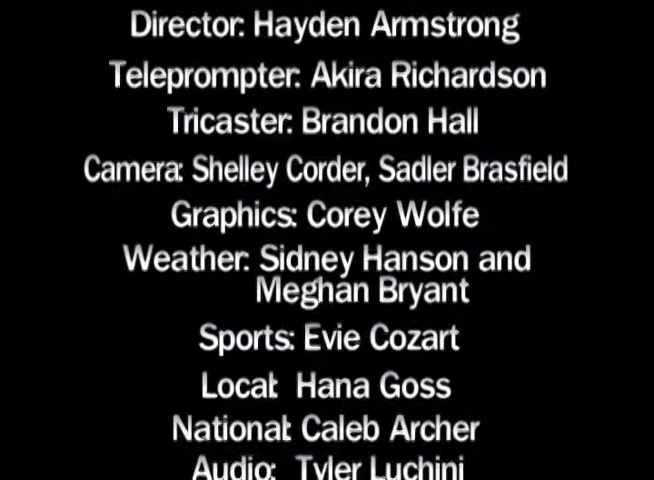 Director: Hayden Armstrong
Teleprompter: Akira Richardson
Tricaster: Brandon Hall
Camera: Shelley Corder, Sadler Brasfield
Graphics: Corey Wolfe
Weather: Sidney Hanson and
Meghan Bryant
Sports: Evie Cozart
Local: Hana Goss
National: Caleb Archer
Audio: Tyler Luchini